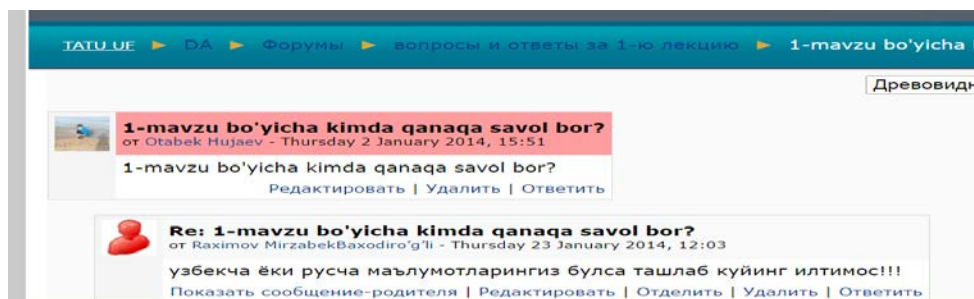 TATU UF ► DA ► Форумы ► вопросы и ответы за 1-ю лекцию ► 1-mavzu bo'yicha
Древовидн
1-mavzu bo'yicha kimda qanaqa savol bor?
от Otabek Hujaev - Thursday 2 January 2014, 15:51
1-mavzu bo'yicha kimda qanaqa savol bor?
Редактировать | Удалить | Ответить
Re: 1-mavzu bo'yicha kimda qanaqa savol bor?
от Raximov MirzabekBaxodiro'g'li - Thursday 23 January 2014, 12:03
узбекча ёки русча маълумотларингиз булса ташлаб куйинг илтимос!!!
Показать сообщение-родителя | Редактировать | Отделить | Удалить | Ответить